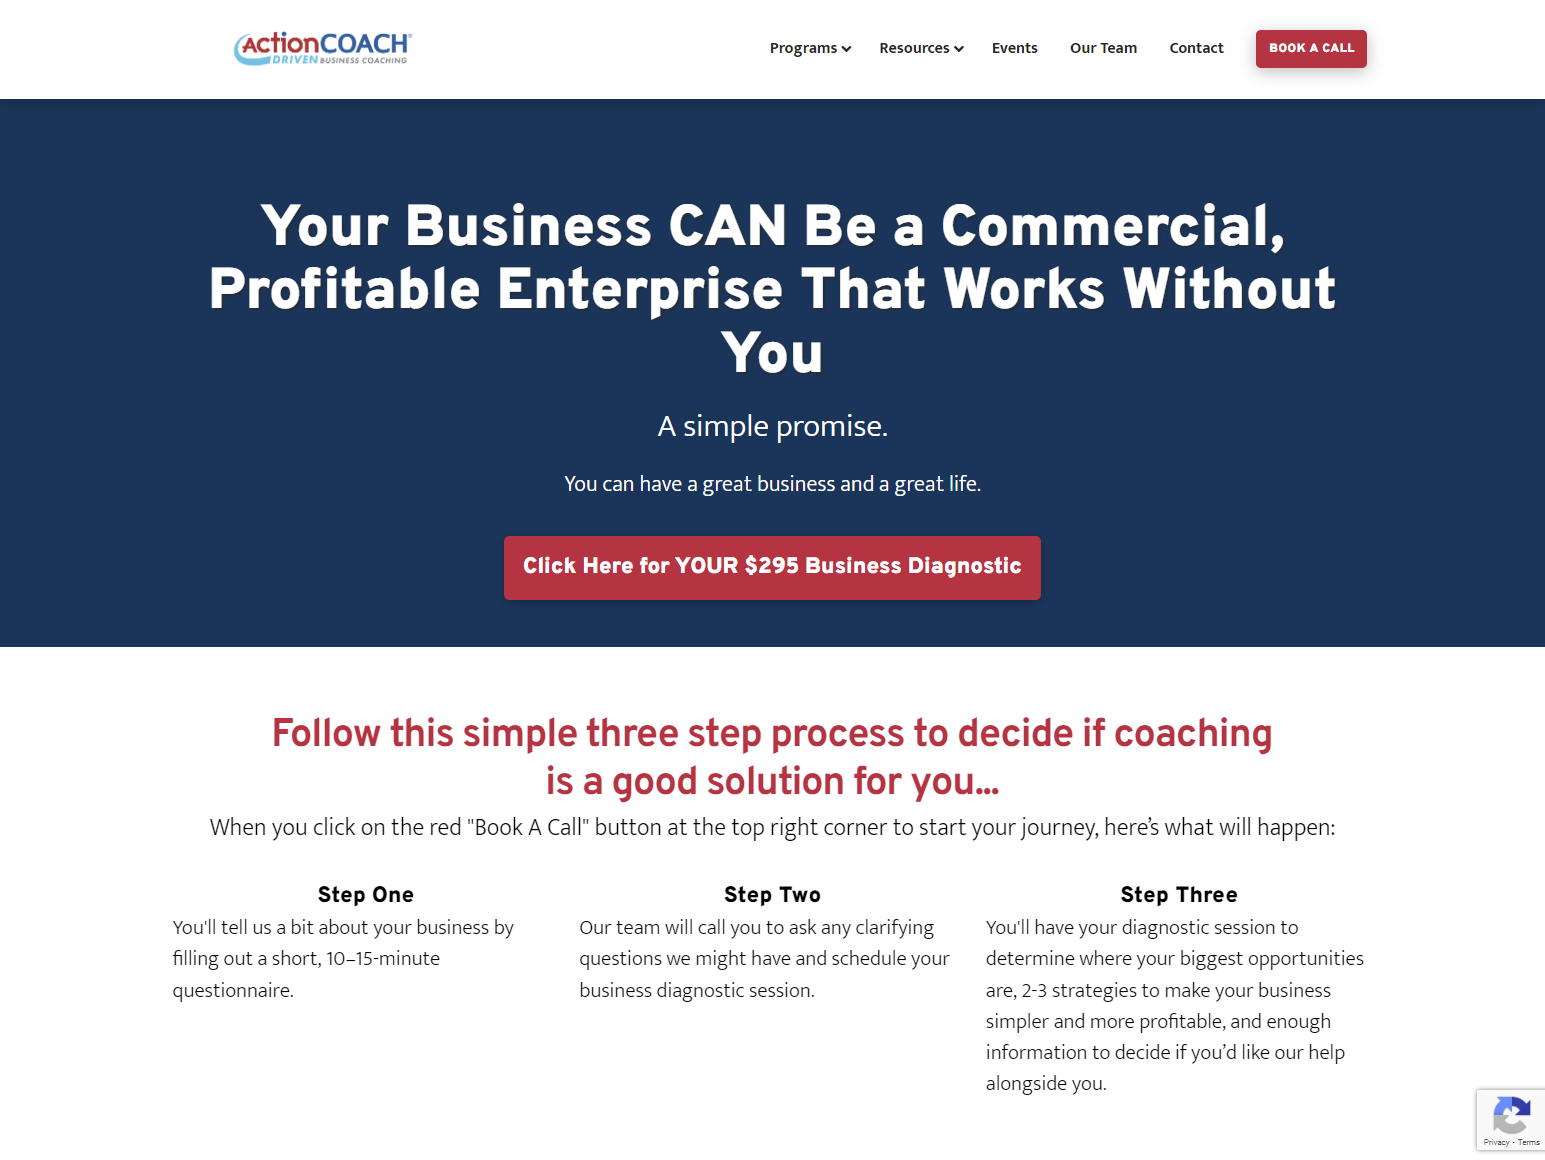 ActionCOACH®
DRIVEN BUSINESS COACHING
Programs
Resources
Events
Our Team
Contact
BOOK A CALL
Your Business CAN Be a Commercial,
Profitable Enterprise That Works Without
You
A simple promise.
You can have a great business and a great life.
Click Here for YOUR $295 Business Diagnostic
Follow this simple three step process to decide if coaching
is a good solution for you...
When you click on the red "Book A Call" button at the top right corner to start your journey, here’s what will happen:
Step One
You'll tell us a bit about your business by
filling out a short, 10–15-minute
questionnaire.
Step Two
Our team will call you to ask any clarifying
questions we might have and schedule your
business diagnostic session.
Step Three
You'll have your diagnostic session to
determine where your biggest opportunities
are, 2-3 strategies to make your business
simpler and more profitable, and enough
information to decide if you’d like our help
alongside you.
Privacy - Terms